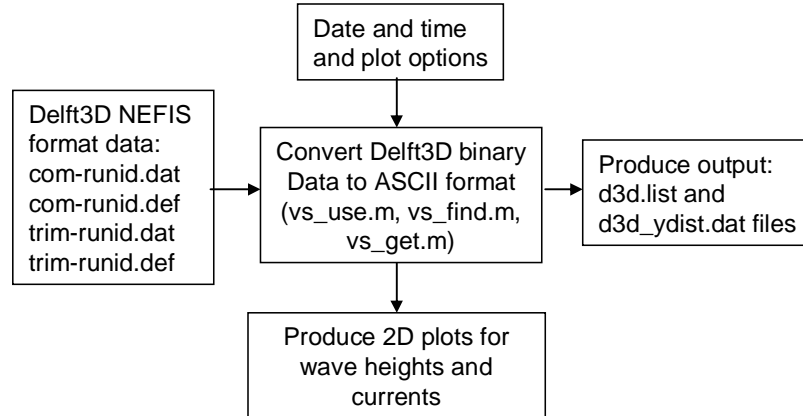 Date and time
and plot options
Delft3D NEFIS
format data:
com-runid.dat
com-runid.def
trim-runid.dat
trim-runid.def
Convert Delft3D binary
Data to ASCII format
(vs_use.m, vs_find.m,
vs_get.m)
Produce output:
d3d.list and
d3d_ydist.dat files
Produce 2D plots for
wave heights and
currents